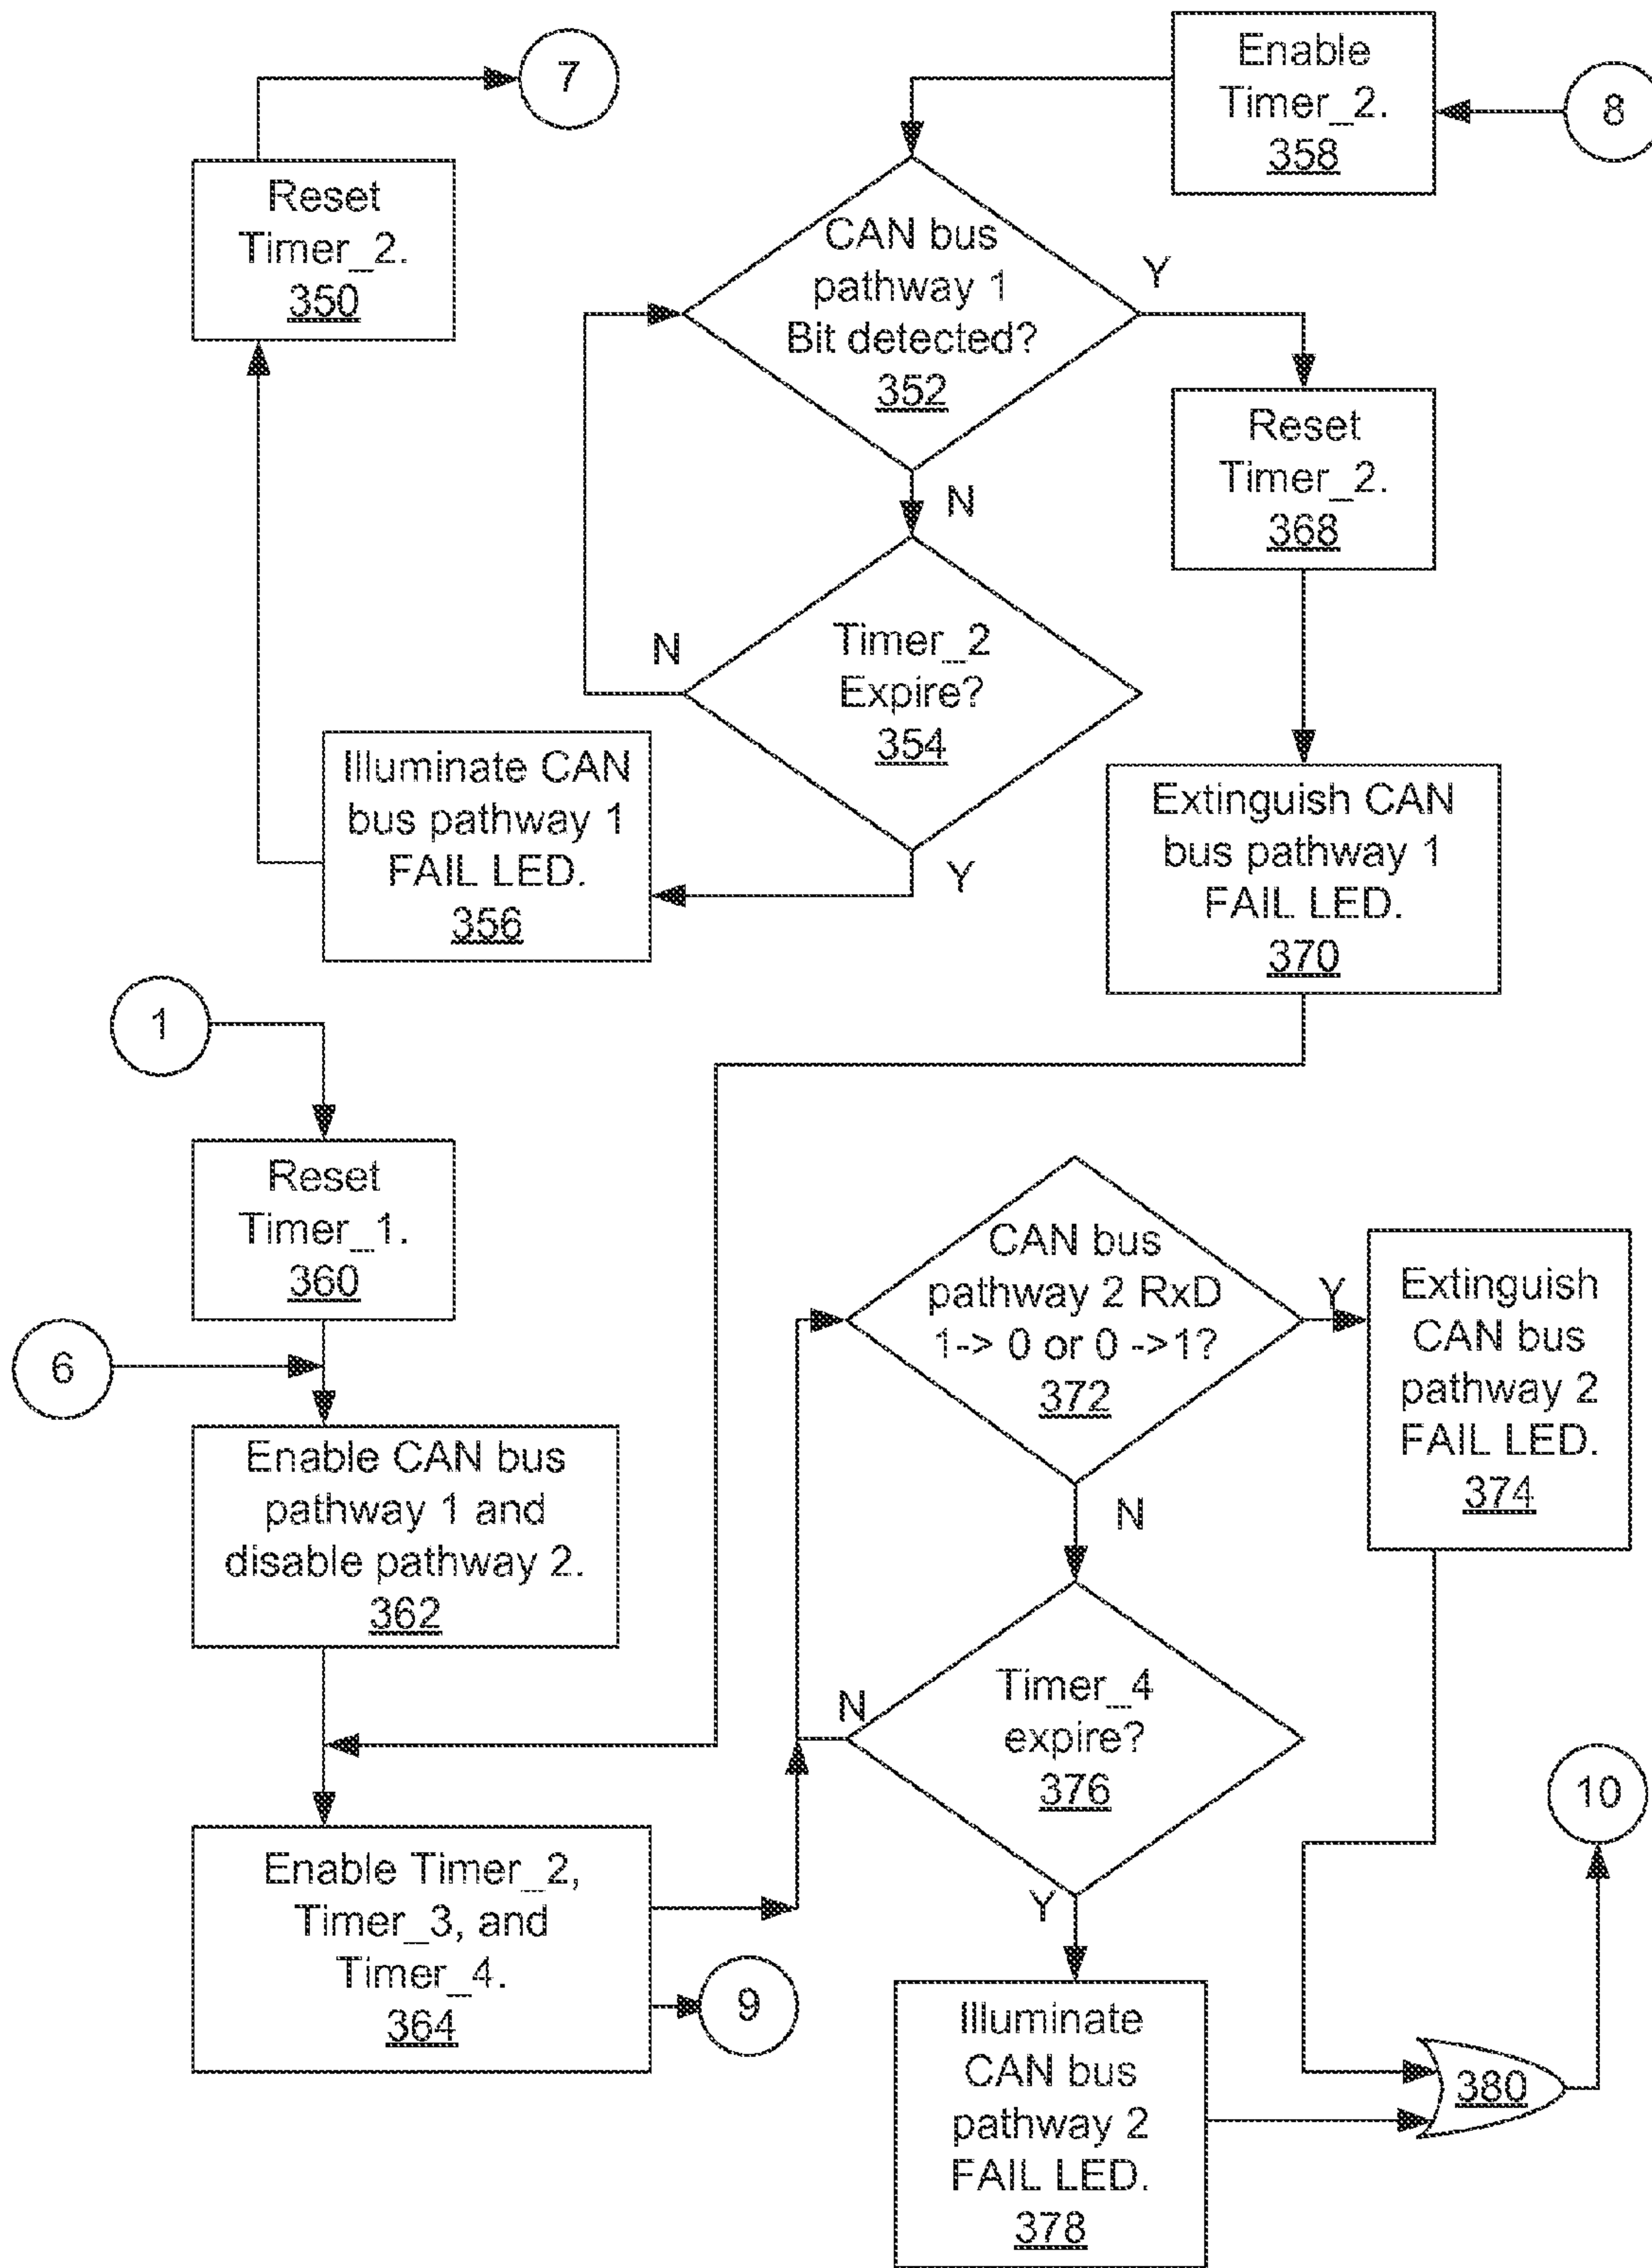 7
Enable
Timer_2.
358
8
Reset
Timer_2.
350
CAN bus
pathway 1
Bit detected?
352
Y
N
Reset
Timer_2.
368
Timer_2
Expire?
354
N
Y
Illuminate CAN
bus pathway 1
FAIL LED.
356
Extinguish CAN
bus pathway 1
FAIL LED.
370
1
Reset
Timer_1.
360
6
Enable CAN bus
pathway 1 and
disable pathway 2.
362
Enable Timer_2,
Timer_3, and
Timer_4.
364
9
CAN bus
pathway 2 RxD
1-> 0 or 0 ->1?
372
Y
N
Extinguish
CAN bus
pathway 2
FAIL LED.
374
Timer_4
expire?
376
N
Y
Illuminate
CAN bus
pathway 2
FAIL LED.
378
380
10